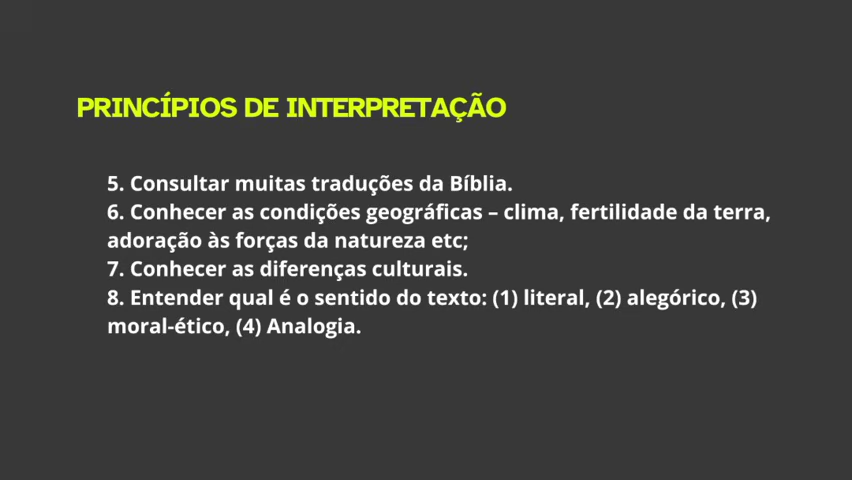 PRINCÍPIOS DE INTERPRETAÇÃO
5. Consultar muitas traduções da Bíblia.
6. Conhecer as condições geográficas – clima, fertilidade da terra,
adoração às forças da natureza etc;
7. Conhecer as diferenças culturais.
8. Entender qual é o sentido do texto: (1) literal, (2) alegórico, (3)
moral-ético, (4) Analogia.